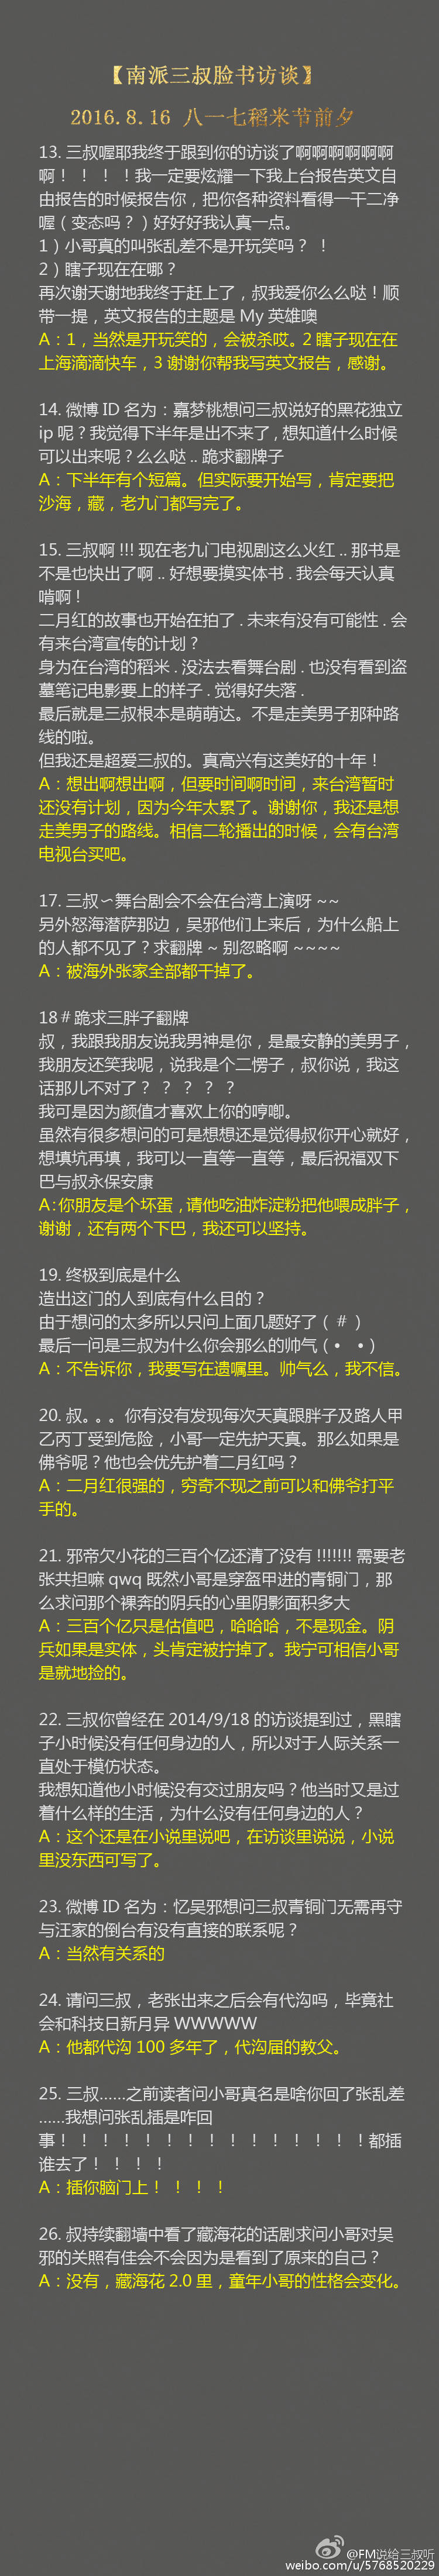 【南派三叔脸书访谈】
2016.8.16 八一七稻米节前夕
13. 三叔喔耶我终于跟到你的访谈了啊啊啊啊啊啊
啊！！！！我一定要炫耀一下我上台报告英文自
由报告的时候报告你，把你各种资料看得一干二净
喔（变态吗？）好好好我认真一点。
1）小哥真的叫张乱差不是开玩笑吗？！
2）瞎子现在在哪？
再次谢天谢地我终于赶上了，叔我爱你么么哒！顺
带一提，英文报告的主题是 My 英雄噢
A：1，当然是开玩笑的，会被杀哎。2 瞎子现在在
上海滴滴快车，3 谢谢你帮我写英文报告，感谢。
14. 微博 ID 名为：嘉梦桃想问三叔说好的黑花独立
ip 呢？我觉得下半年是出不来了，想知道什么时候
可以出来呢？么么哒 .. 跪求翻牌子
A：下半年有个短篇。但实际要开始写，肯定要把
沙海，藏，老九门都写完了。
15. 三叔啊 !!! 现在老九门电视剧这么火红 .. 那书是
不是也快出了啊 .. 好想要摸实体书 . 我会每天认真
啃啊 !
二月红的故事也开始在拍了 . 未来有没有可能性 . 会
有来台湾宣传的计划？
身为在台湾的稻米 . 没法去看舞台剧 . 也没有看到盗
墓笔记电影要上的样子 . 觉得好失落 .
最后就是三叔根本是萌萌达。不是走美男子那种路
线的啦。
但我还是超爱三叔的。真高兴有这美好的十年！
A：想出啊想出啊，但要时间啊时间，来台湾暂时
还没有计划，因为今年太累了。谢谢你，我还是想
走美男子的路线。相信二轮播出的时候，会有台湾
电视台买吧。
17. 三叔∽舞台剧会不会在台湾上演呀 ~~
另外怒海潜萨那边，吴邪他们上来后，为什么船上
的人都不见了？求翻牌 ~ 别忽略啊 ~~~~
A：被海外张家全部都干掉了。
18＃跪求三胖子翻牌
叔，我跟我朋友说我男神是你，是最安静的美男子，
我朋友还笑我呢，说我是个二愣子，叔你说，我这
话那儿不对了？？？？？
我可是因为颜值才喜欢上你的哼唧。
虽然有很多想问的可是想想还是觉得叔你开心就好，
想填坑再填，我可以一直等一直等，最后祝福双下
巴与叔永保安康
A：你朋友是个坏蛋，请他吃油炸淀粉把他喂成胖子，
谢谢，还有两个下巴，我还可以坚持。
19. 终极到底是什么
造出这门的人到底有什么目的？
由于想问的太多所以只问上面几题好了（＃）
最后一问是三叔为什么你会那么的帅气（• •）
A：不告诉你，我要写在遗嘱里。帅气么，我不信。
20. 叔。。。你有没有发现每次天真跟胖子及路人甲
乙丙丁受到危险，小哥一定先护天真。那么如果是
佛爷呢？他也会优先护着二月红吗？
A：二月红很强的，穷奇不现之前可以和佛爷打平
手的。
21. 邪帝欠小花的三百个亿还清了没有 !!!!!!! 需要老
张共担嘛 qwq 既然小哥是穿盔甲进的青铜门，那
么求问那个裸奔的阴兵的心里阴影面积多大
A：三百个亿只是估值吧，哈哈哈，不是现金。阴
兵如果是实体，头肯定被拧掉了。我宁可相信小哥
是就地捡的。
22. 三叔你曾经在 2014/9/18 的访谈提到过，黑瞎
子小时候没有任何身边的人，所以对于人际关系一
直处于模仿状态。
我想知道他小时候没有交过朋友吗？他当时又是过
着什么样的生活，为什么没有任何身边的人？
A：这个还是在小说里说吧，在访谈里说说，小说
里没东西可写了。
23. 微博 ID 名为：忆吴邪想问三叔青铜门无需再守
与汪家的倒台有没有直接的联系呢？
A：当然有关系的
24. 请问三叔，老张出来之后会有代沟吗，毕竟社
会和科技日新月异 WWWWW
A：他都代沟 100 多年了，代沟届的教父。
25. 三叔……之前读者问小哥真名是啥你回了张乱差
……我想问张乱插是咋回
事！！！！！！！！！！！！！！！都插
谁去了！！！！
A：插你脑门上！！！！
26. 叔持续翻墙中看了藏海花的话剧求问小哥对吴
邪的关照有佳会不会因为是看到了原来的自己？
A：没有，藏海花 2.0 里，童年小哥的性格会变化。
@FM说给三叔听
weibo.com/u/5768520229